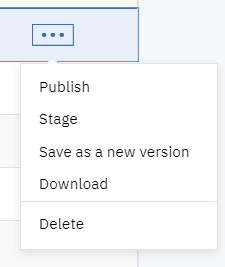 Publish
Stage
Save as a new version
Download
Delete